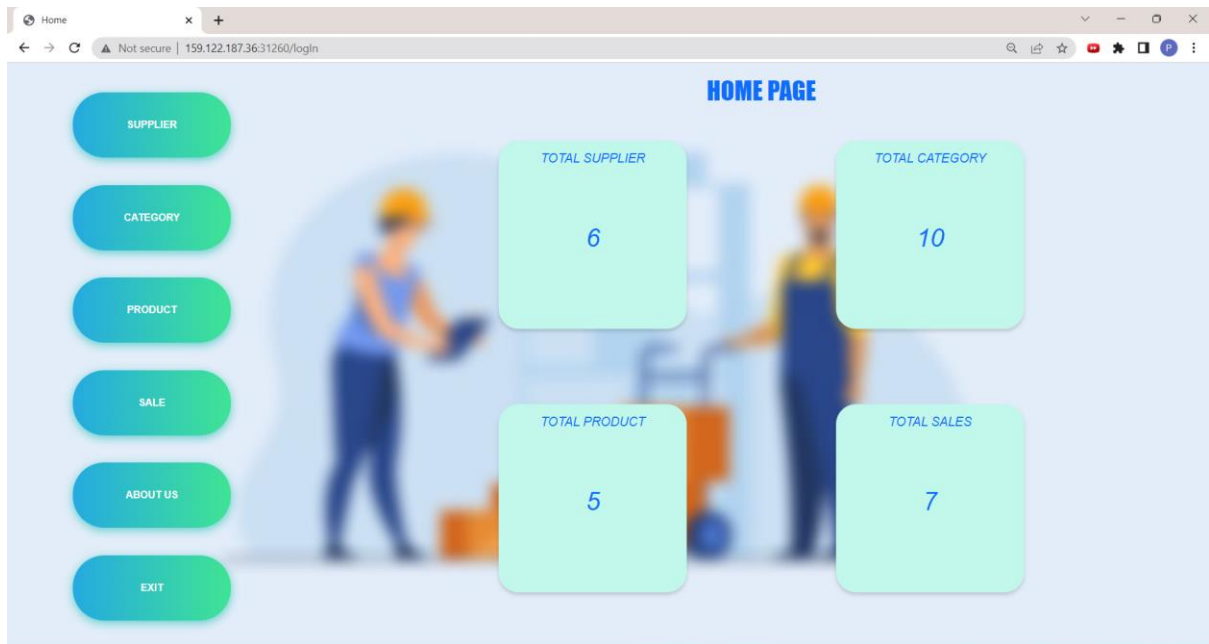 Home
Not secure | 159.122.187.36:31260/logIn
P
HOME PAGE
SUPPLIER
CATEGORY
PRODUCT
SALE
ABOUT US
EXIT
TOTAL SUPPLIER
6
TOTAL CATEGORY
10
TOTAL PRODUCT
5
TOTAL SALES
7